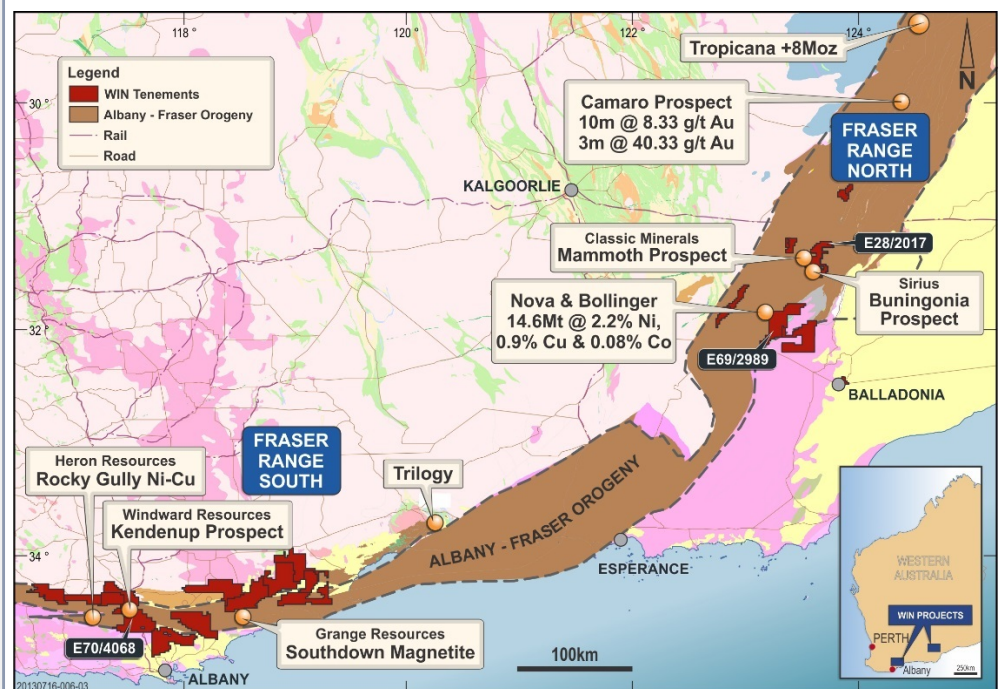 118 °
120 °
122 °
124 °
30 °
32 °
34 °
Legend
WIN Tenements
Albany - Fraser Orogeny
Rail
Road
Tropicana +8Moz
N
Camaro Prospect
10m @ 8.33 g/t Au
3m @ 40.33 g/t Au
FRASER
RANGE
NORTH
KALGOORLIE
Classic Minerals
Mammoth Prospect
E28/2017
Sirius
Buningonia
Prospect
Nova & Bollinger
14.6Mt @ 2.2% Ni,
0.9% Cu & 0.08% Co
E69/2989
BALLADONIA
FRASER
RANGE
SOUTH
Heron Resources
Rocky Gully Ni-Cu
Windward Resources
Kendenup Prospect
Trilogy
ALBANY - FRASER OROGENY
ESPERANCE
E70/4068
ALBANY
Grange Resources
Southdown Magnetite
100km
WESTERN
AUSTRALIA
WIN PROJECTS
PERTH
Albany
250km
20130716-006-03